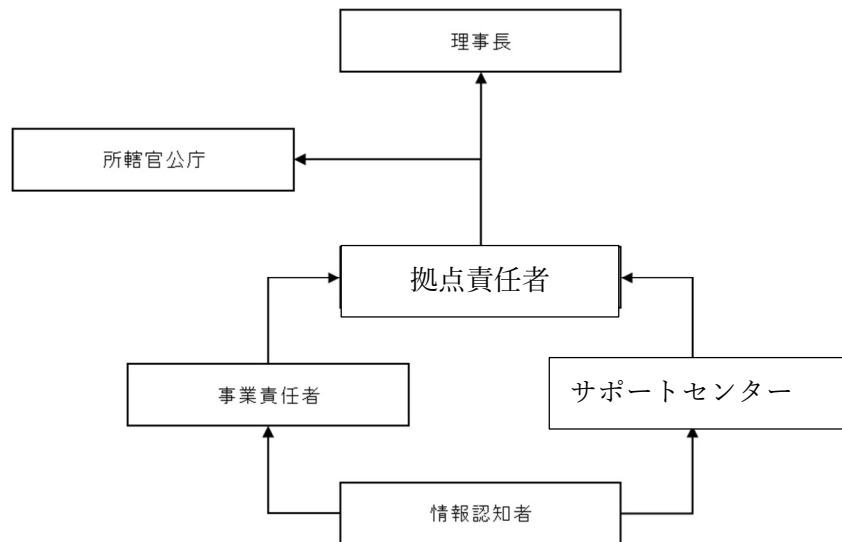 理事長
所轄官公庁
拠点責任者
事業責任者
サポートセンター
情報認知者